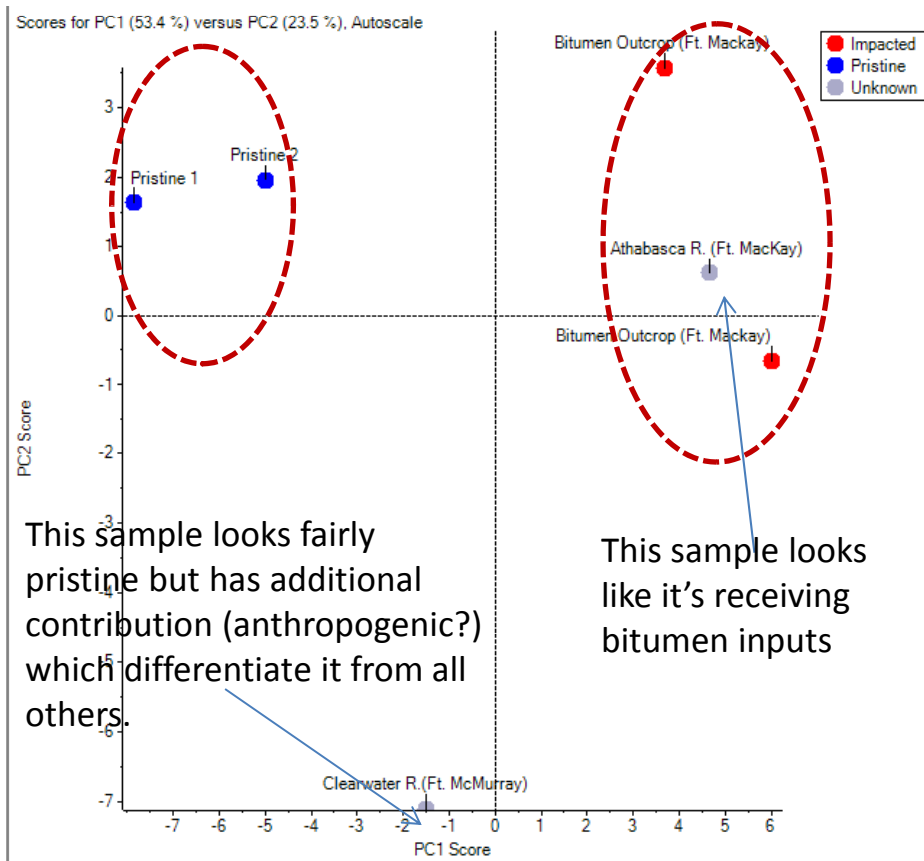 Scores for PC1 (53.4 %) versus PC2 (23.5 %), Autoscale
Bitumen Outcrop (Ft. Mackay)
Impacted
Pristine
Unknown
3
2
1
0
-1
-2
-3
-4
-5
-6
-7
PC2 Score
Pristine 1
Pristine 2
Athabasca R. (Ft. MacKay)
Bitumen Outcrop (Ft. Mackay)
This sample looks fairly
pristine but has additional
contribution (anthropogenic?)
which differentiate it from all
others.
This sample looks
like it's receiving
bitumen inputs
Clearwater R.(Ft. McMurray)
-7 -6 -5 -4 -3 -2 -1 0 1 2 3 4 5 6
PC1 Score